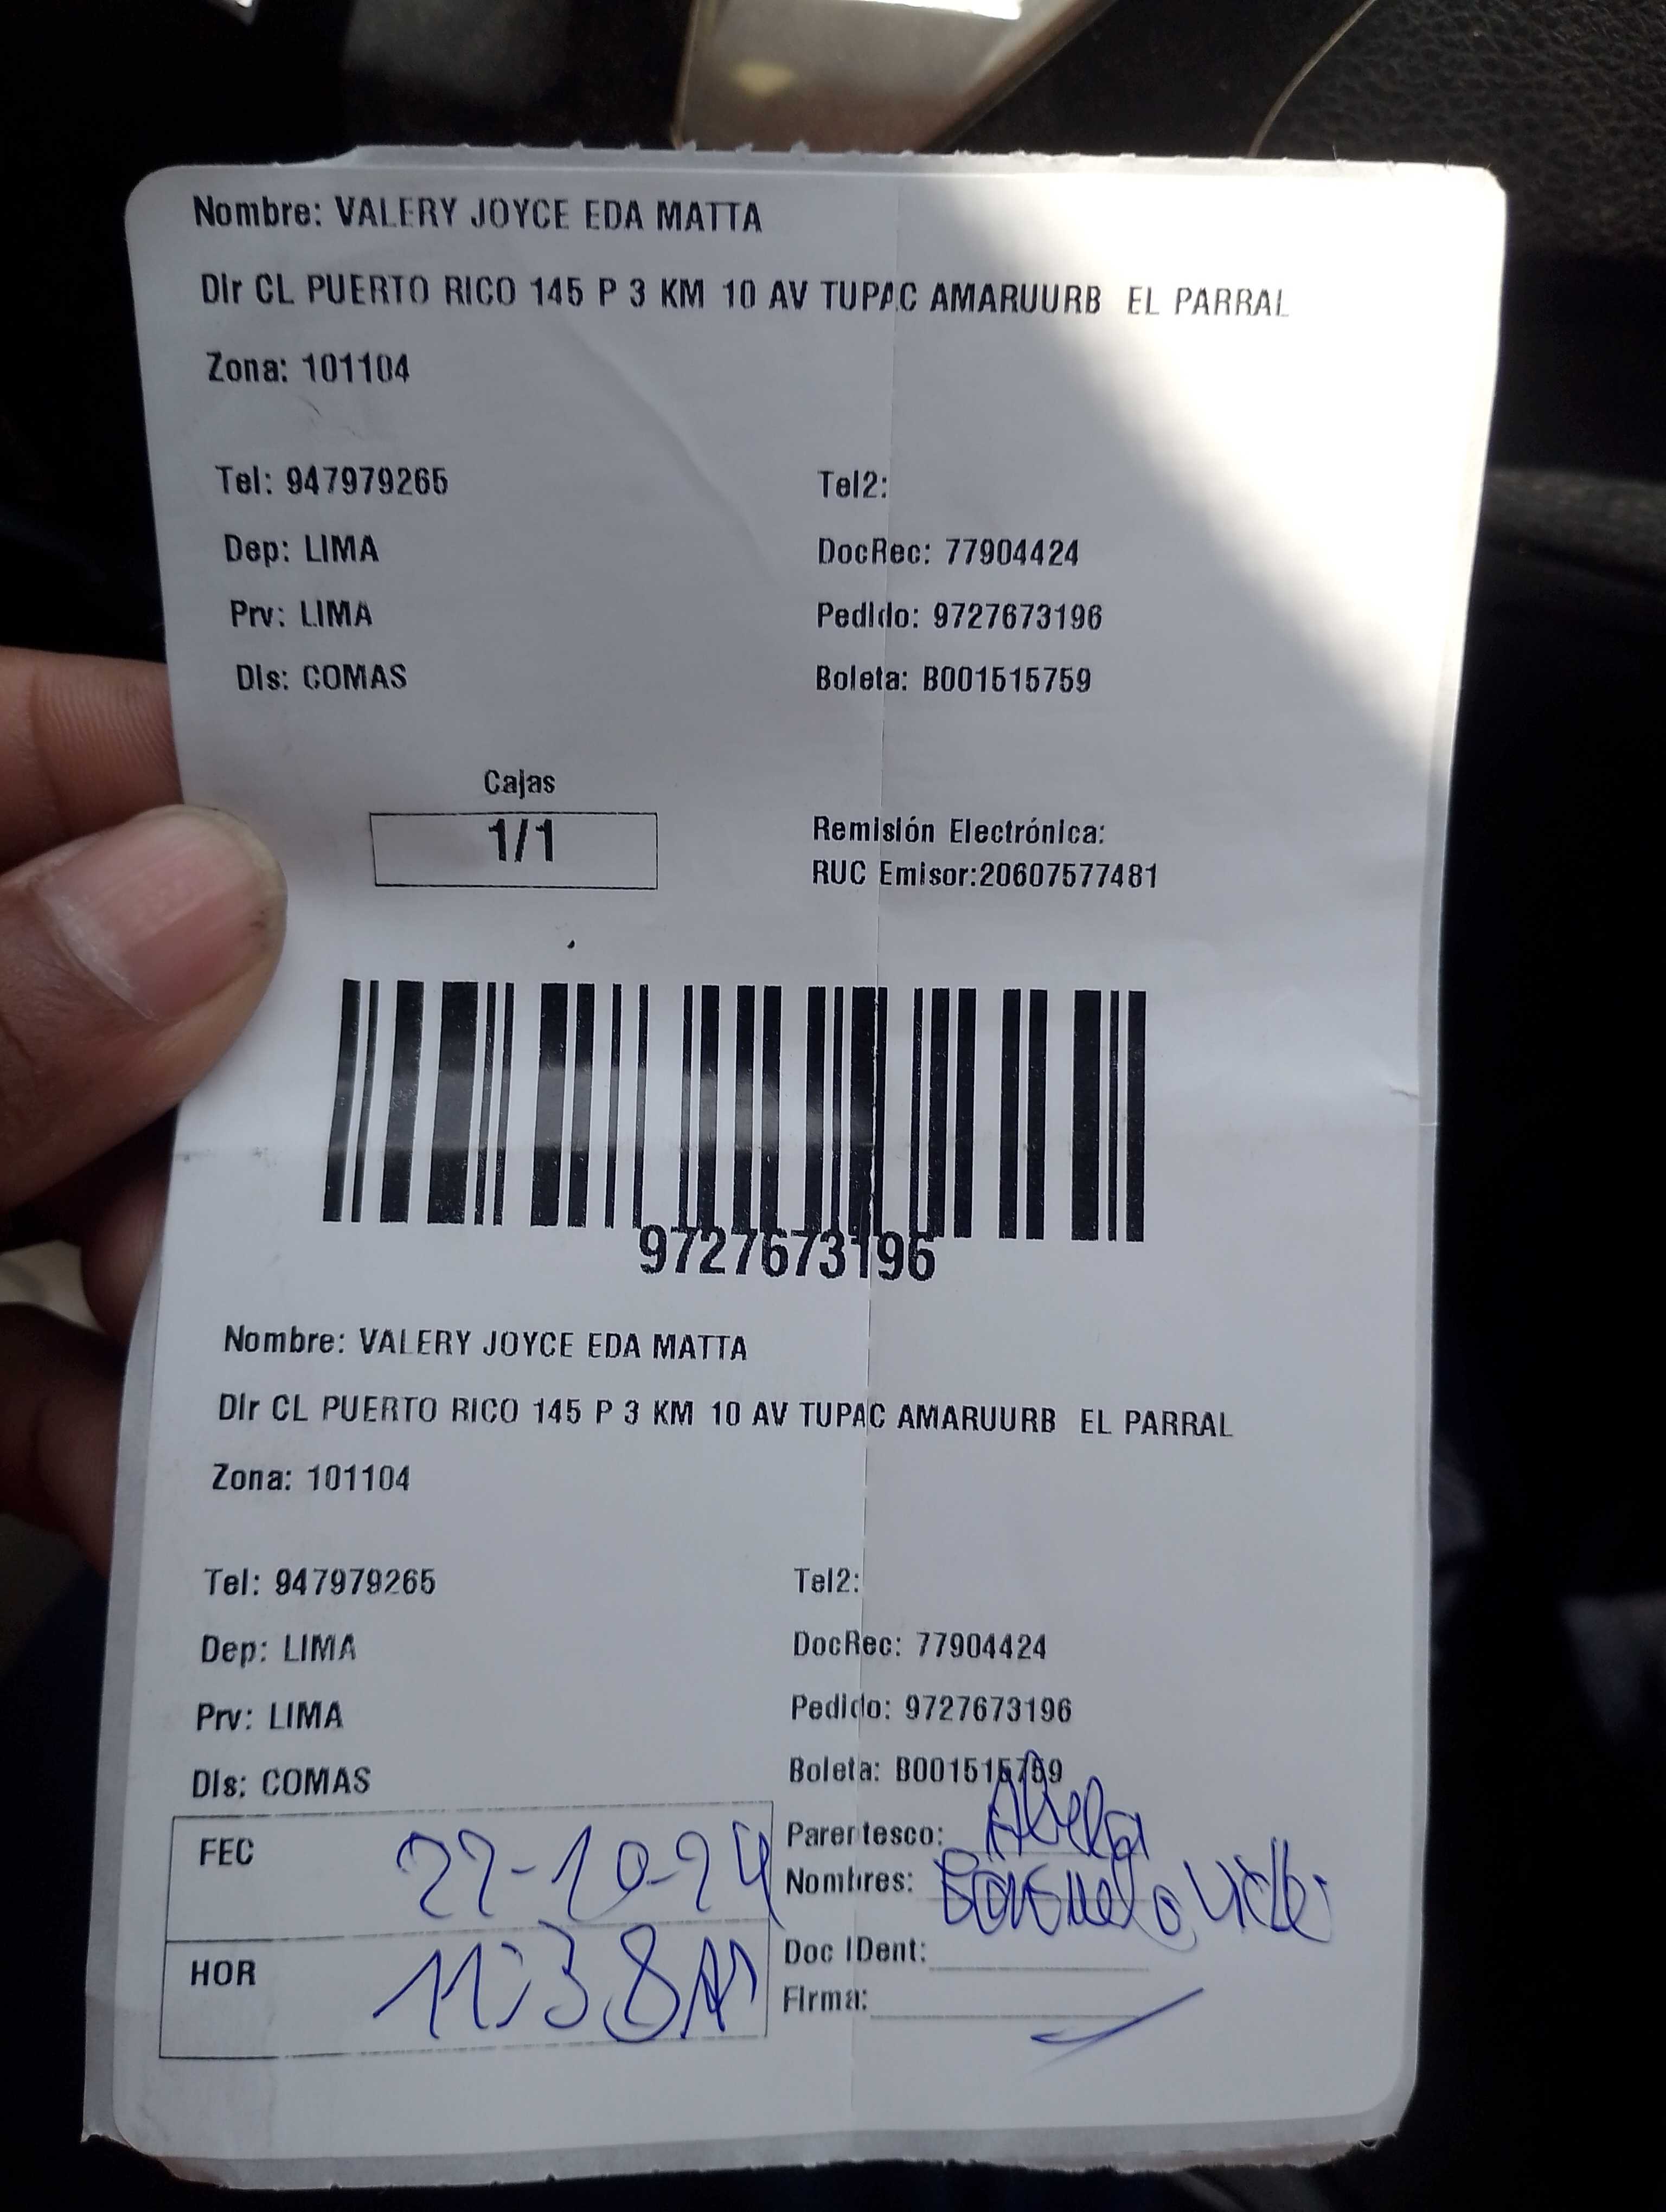 Nombre: VALERY JOYCE EDA MATTA
Dir CL PUERTO RICO 145 P 3 KM 10 AV TUPAC AMARUURB EL PARRAL
Zona: 101104
Tel: 947979265 Tel2:
Dep: LIMA DocRec: 77904424
Prv: LIMA Pedido: 9727673196
Dis: COMAS Boleta: B001515759
Cajas
1/1 Remisión Electrónica:
RUC Emisor:20607577481
9727673196
Nombre: VALERY JOYCE EDA MATTA
Dir CL PUERTO RICO 145 P 3 KM 10 AV TUPAC AMARUURB EL PARRAL
Zona: 101104
Tel: 947979265 Tel2:
Dep: LIMA DocRec: 77904424
Prv: LIMA Pedido: 9727673196
Dis: COMAS Boleta: B001515759
FEC Parentesco:
Nombres:
HOR 11:38 AM Doc IDent:
Firma: